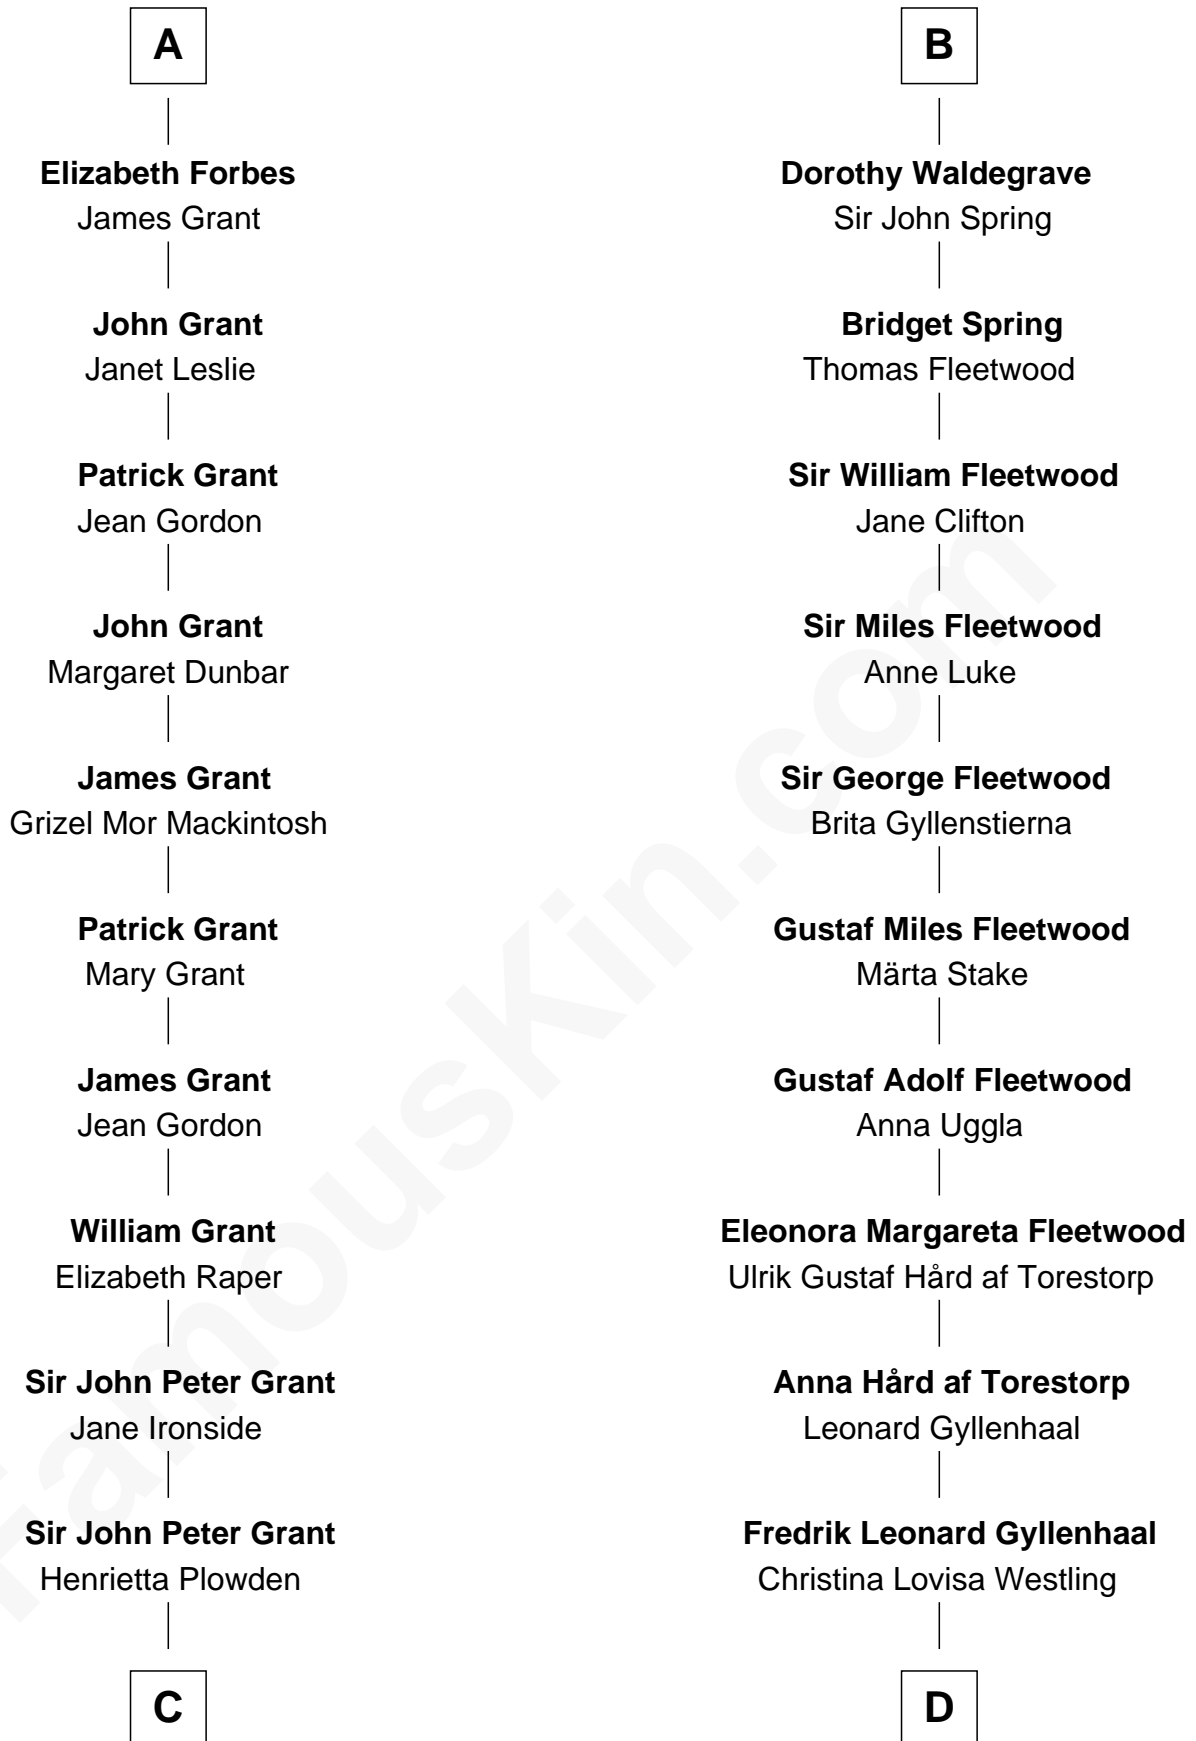 A
Elizabeth Forbes
James Grant
John Grant
Janet Leslie
Patrick Grant
Jean Gordon
John Grant
Margaret Dunbar
James Grant
Grizel Mor Mackintosh
Patrick Grant
Mary Grant
James Grant
Jean Gordon
William Grant
Elizabeth Raper
Sir John Peter Grant
Jane Ironside
Sir John Peter Grant
Henrietta Plowden
C
B
Dorothy Waldegrave
Sir John Spring
Bridget Spring
Thomas Fleetwood
Sir William Fleetwood
Jane Clifton
Sir Miles Fleetwood
Anne Luke
Sir George Fleetwood
Brita Gyllenstierna
Gustaf Miles Fleetwood
Märta Stake
Gustaf Adolf Fleetwood
Anna Uggla
Eleonora Margareta Fleetwood
Ulrik Gustaf Hård af Torestorp
Anna Hård af Torestorp
Leonard Gyllenhaal
Fredrik Leonard Gyllenhaal
Christina Lovisa Westling
D
FamousKin.com